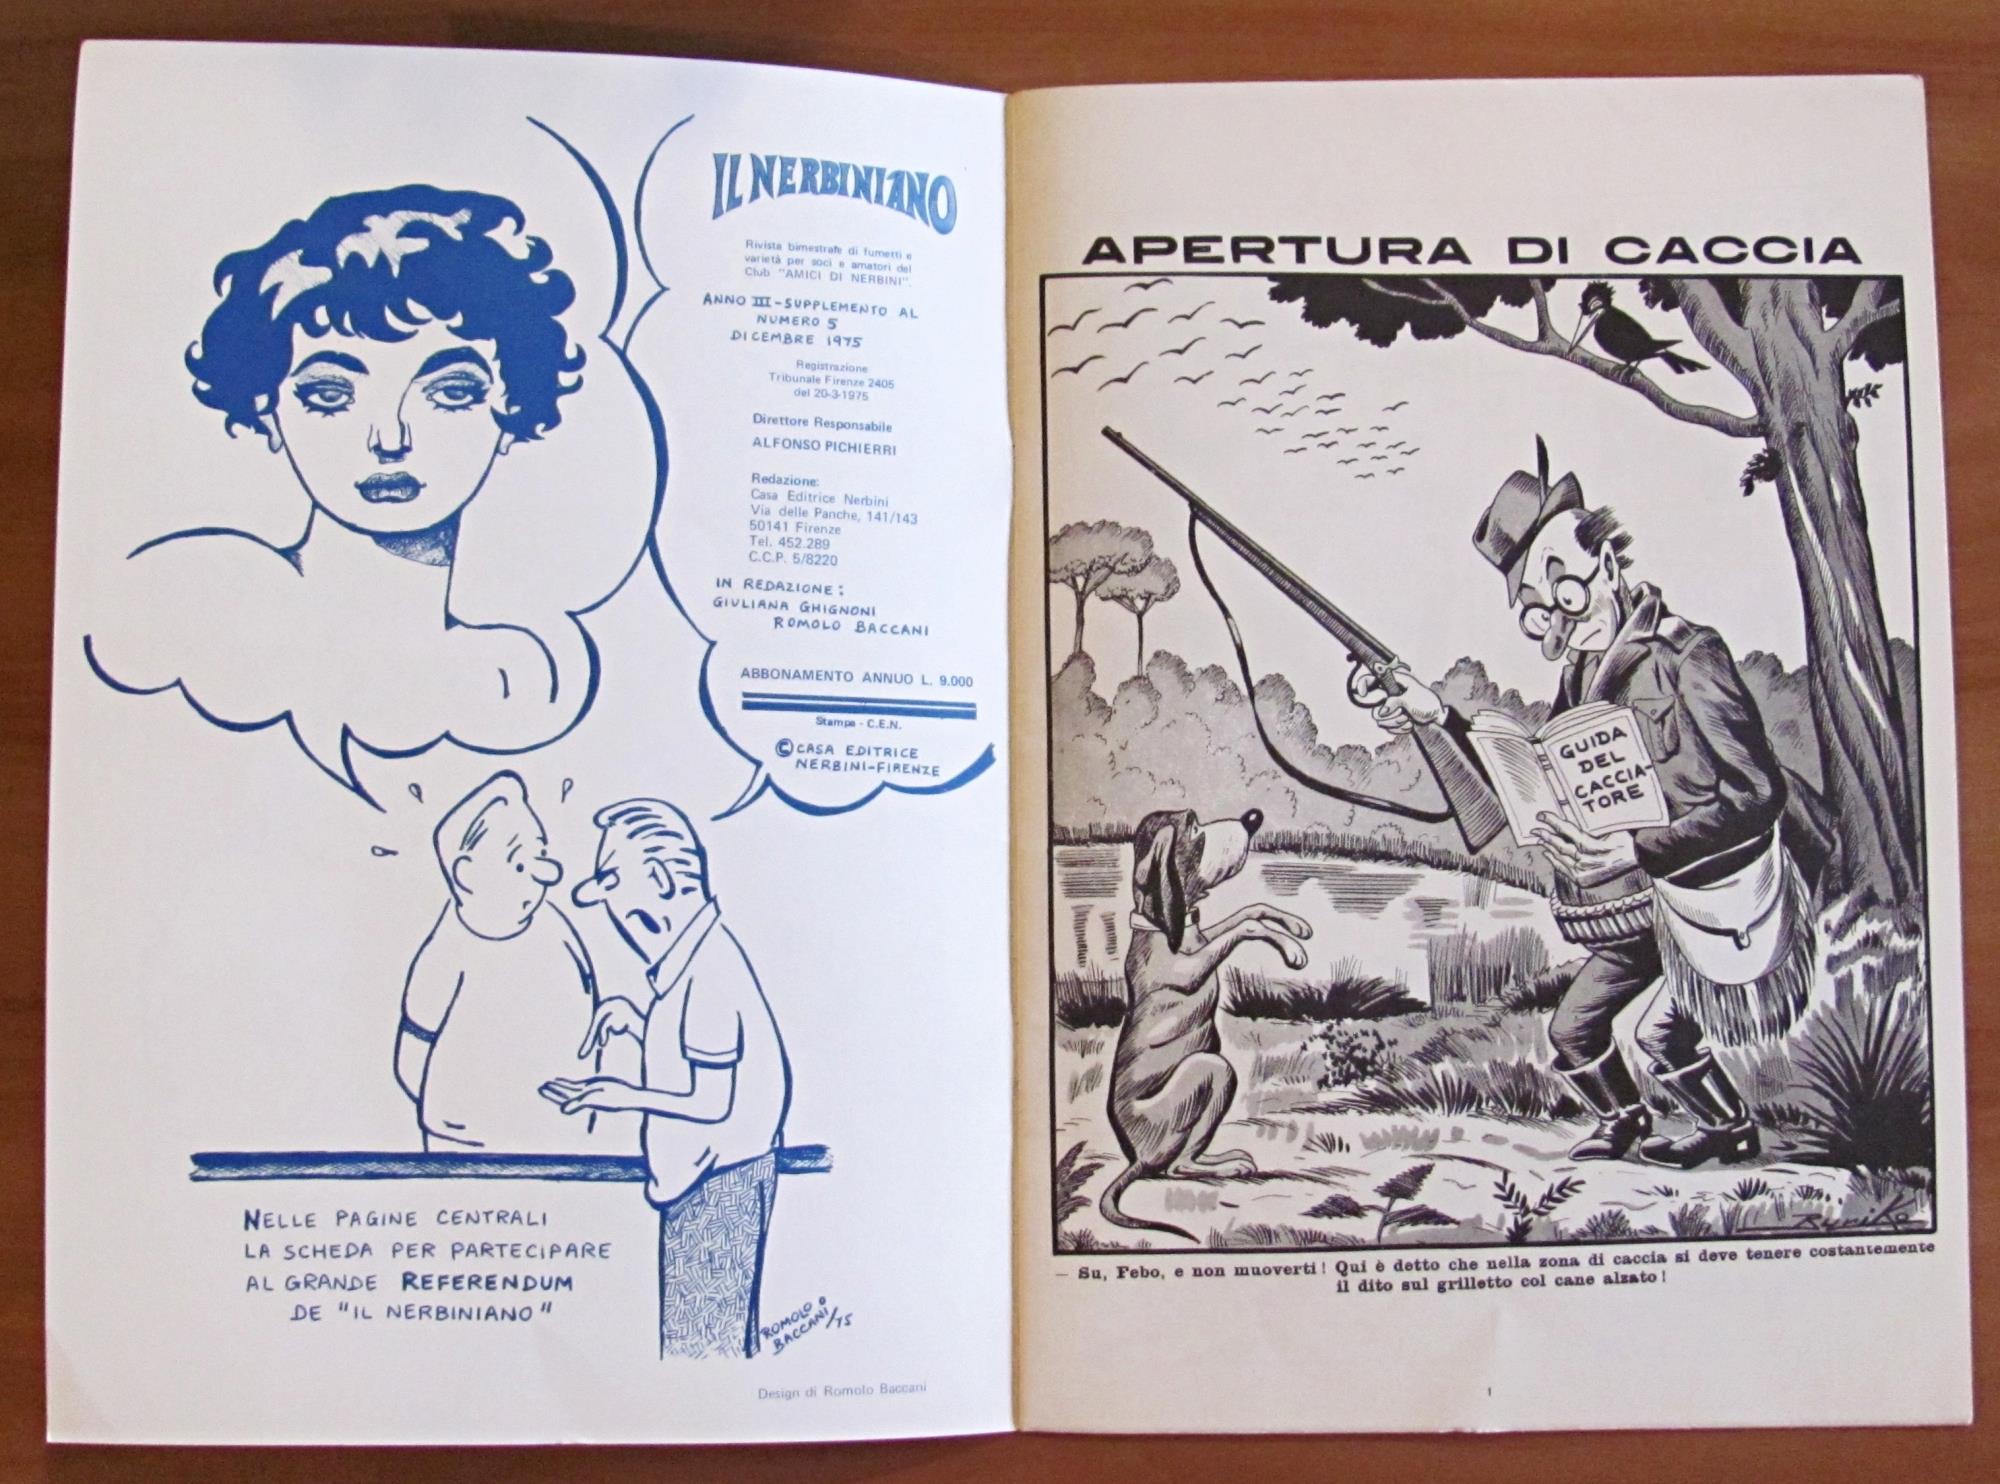 IL NERBINIANO
Rivista bimestrale di fumetti e
varietà per soci e amatori del
Club "AMICI DI NERBINI".
ANNO III - SUPPLEMENTO AL
NUMERO 5
DICEMBRE 1975
Registrazione
Tribunale Firenze 2405
del 20-3-1975
Direttore Responsabile
ALFONSO PICHIERRI
Redazione:
Casa Editrice Nerbini
Via delle Panche, 141/143
50141 Firenze
Tel. 452.289
C.C.P. 5/8220
IN REDAZIONE:
GIULIANA GHIGNONI
ROMOLO BACCANI
ABBONAMENTO ANNUO L. 9.000
Stampa - C.E.N.
© CASA EDITRICE
NERBINI-FIRENZE
NELLE PAGINE CENTRALI
LA SCHEDA PER PARTECIPARE
AL GRANDE REFERENDUM
DE "IL NERBINIANO"
ROMOLO
BACCANI/75
Design di Romolo Baccani
APERTURA DI CACCIA
GUIDA
DEL
CACCIA-
TORE
Buriko
— Su, Febo, e non muoverti! Qui è detto che nella zona di caccia si deve tenere costantemente
il dito sul grilletto col cane alzato!
1